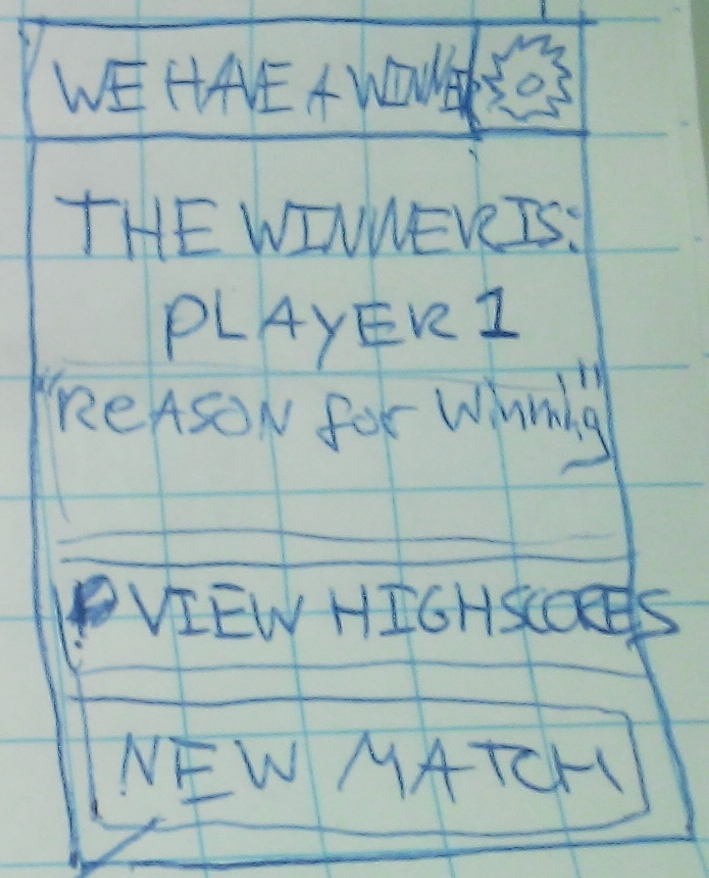 WE HAVE A WINNER
THE WINNER IS:
PLAYER 1
"REASON for Winning"
VIEW HIGHSCORES
NEW MATCH